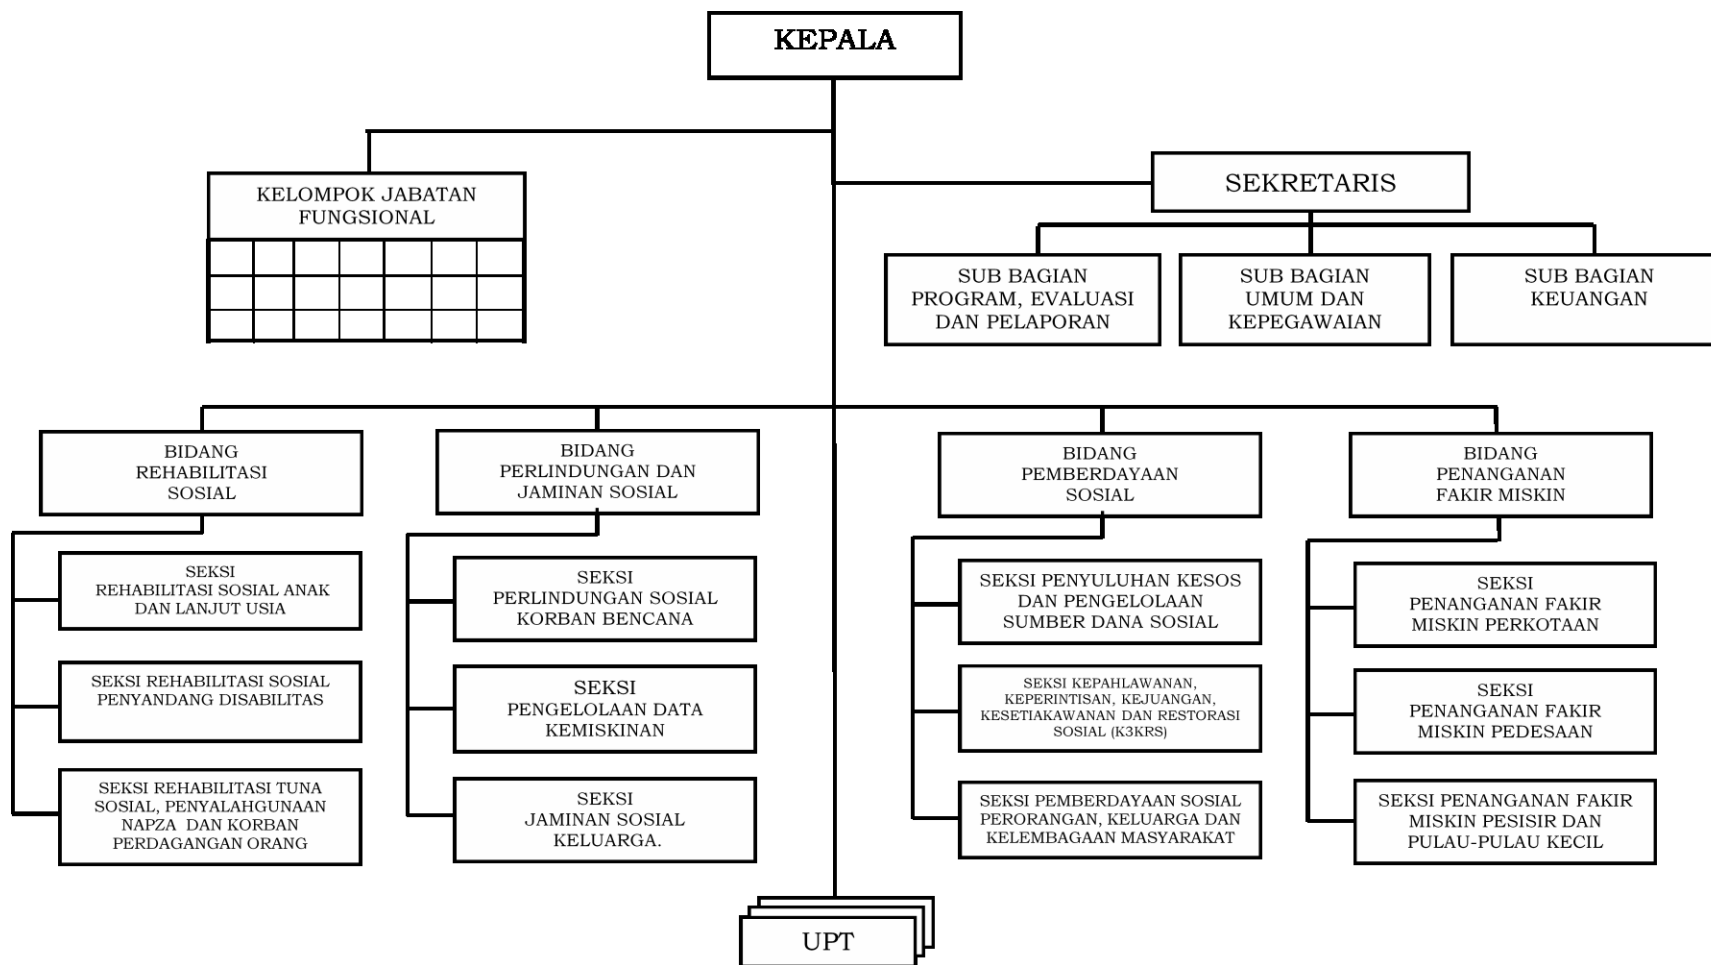 KEPALA
KELOMPOK JABATAN
FUNGSIONAL
SEKRETARIS
SUB BAGIAN
PROGRAM, EVALUASI
DAN PELAPORAN
SUB BAGIAN
UMUM DAN
KEPEGAWAIAN
SUB BAGIAN
KEUANGAN
BIDANG
REHABILITASI
SOSIAL
BIDANG
PERLINDUNGAN DAN
JAMINAN SOSIAL
BIDANG
PEMBERDAYAAN
SOSIAL
BIDANG
PENANGANAN
FAKIR MISKIN
SEKSI
REHABILITASI SOSIAL ANAK
DAN LANJUT USIA
SEKSI REHABILITASI SOSIAL
PENYANDANG DISABILITAS
SEKSI REHABILITASI TUNA
SOSIAL, PENYALAHGUNAAN
NAPZA DAN KORBAN
PERDAGANGAN ORANG
SEKSI
PERLINDUNGAN SOSIAL
KORBAN BENCANA
SEKSI
PENGELOLAAN DATA
KEMISKINAN
SEKSI
JAMINAN SOSIAL
KELUARGA.
SEKSI PENYULUHAN KESOS
DAN PENGELOLAAN
SUMBER DANA SOSIAL
SEKSI KEPAHLAWANAN,
KEPERINTISAN, KEJUANGAN,
KESETIAKAWANAN DAN RESTORASI
SOSIAL (K3KRS)
SEKSI PEMBERDAYAAN SOSIAL
PERORANGAN, KELUARGA DAN
KELEMBAGAAN MASYARAKAT
SEKSI
PENANGANAN FAKIR
MISKIN PERKOTAAN
SEKSI
PENANGANAN FAKIR
MISKIN PEDESAAN
SEKSI PENANGANAN FAKIR
MISKIN PESISIR DAN
PULAU-PULAU KECIL
UPT